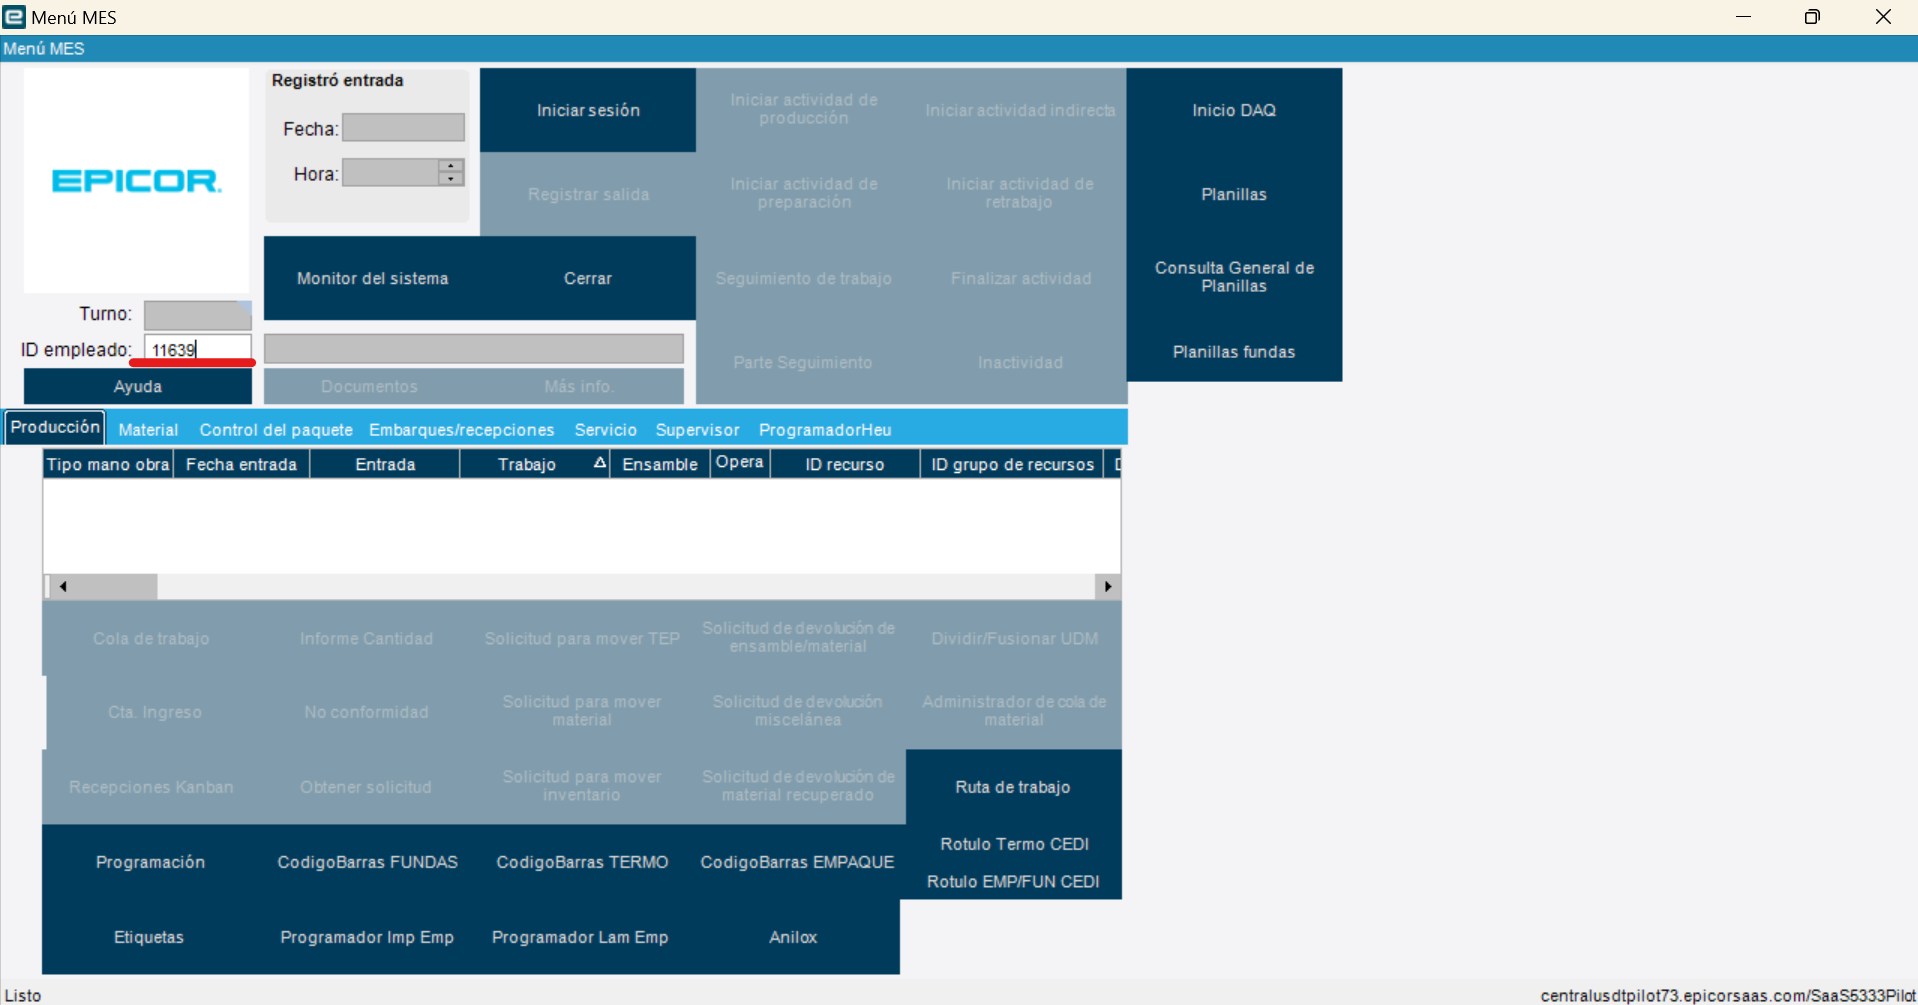 Menú MES
Menú MES
EPICOR.
Registró entrada
Fecha:
Hora:
Iniciar sesión
Iniciar actividad de
producción
Iniciar actividad indirecta
Inicio DAQ
Registrar salida
Iniciar actividad de
preparación
Iniciar actividad de
retrabajo
Planillas
Monitor del sistema
Cerrar
Seguimiento de trabajo
Finalizar actividad
Consulta General de
Planillas
Turno:
ID empleado: 11639
Parte Seguimiento
Inactividad
Planillas fundas
Ayuda
Documentos
Más info.
Producción Material Control del paquete Embarques/recepciones Servicio Supervisor ProgramadorHeu
Tipo mano obra Fecha entrada Entrada Trabajo Ensamble Opera ID recurso ID grupo de recursos
Cola de trabajo
Informe Cantidad
Solicitud para mover TEP
Solicitud de devolución de
ensamble/material
Dividir/Fusionar UDM
Cta. Ingreso
No conformidad
Solicitud para mover
material
Solicitud de devolución
miscelánea
Administrador de cola de
material
Recepciones Kanban
Obtener solicitud
Solicitud para mover
inventario
Solicitud de devolución de
material recuperado
Ruta de trabajo
Programación
CodigoBarras FUNDAS
CodigoBarras TERMO
CodigoBarras EMPAQUE
Rotulo Termo CEDI
Rotulo EMP/FUN CEDI
Etiquetas
Programador Imp Emp
Programador Lam Emp
Anilox
Listo
centralusdtpilot73.epicorsaas.com/SaaS5333Pilot